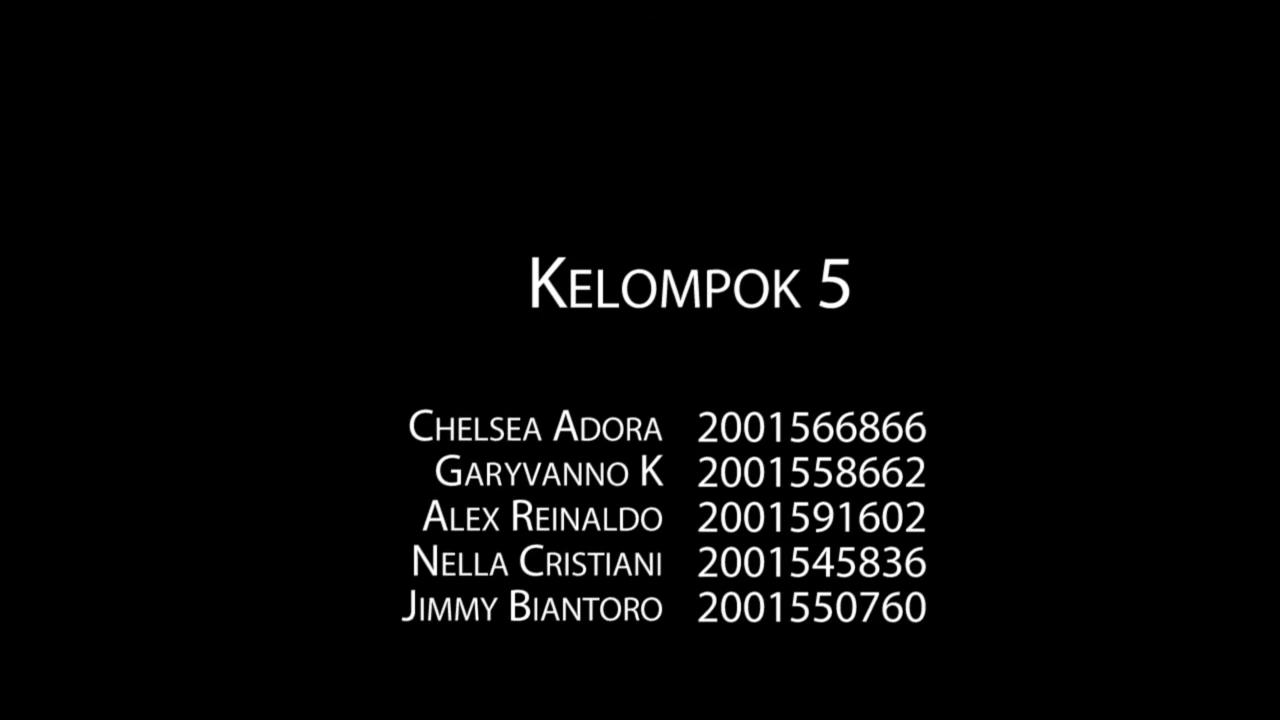 Kelompok 5
Chelsea Adora 2001566866
Garyvanno K 2001558662
Alex Reinaldo 2001591602
Nella Cristiani 2001545836
Jimmy Biantoro 2001550760